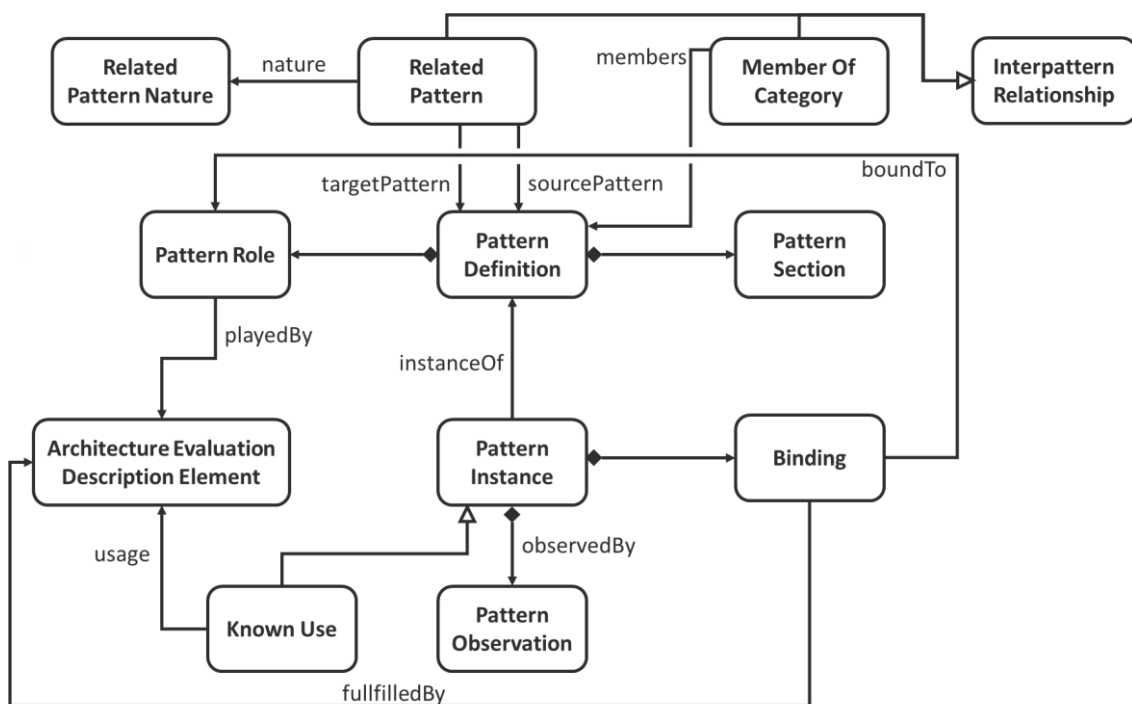 Related
Pattern Nature
nature
Related
Pattern
members
Member Of
Category
Interpattern
Relationship
boundTo
targetPattern
sourcePattern
Pattern Role
Pattern
Definition
Pattern
Section
playedBy
instanceOf
Architecture Evaluation
Description Element
Pattern
Instance
Binding
usage
observedBy
Known Use
Pattern
Observation
fullfilledBy